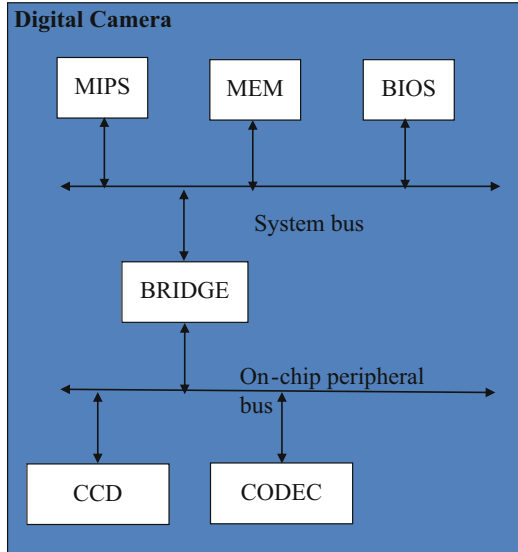 Digital Camera
MIPS
MEM
BIOS
System bus
BRIDGE
On-chip peripheral
bus
CCD
CODEC